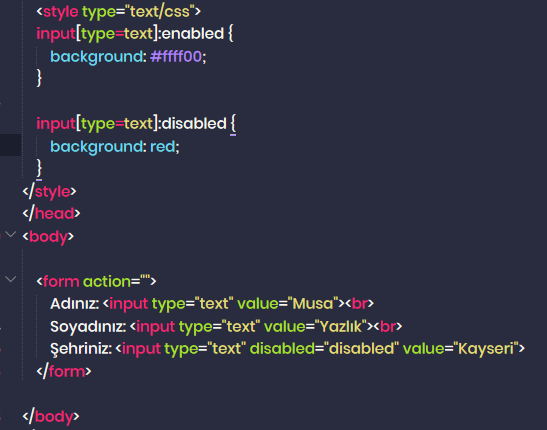 <style type="text/css">
input[type=text]:enabled {
background: #ffff00;
}
input[type=text]:disabled {
background: red;
}
</style>
</head>
<body>
<form action="">
Adınız: <input type="text" value="Musa"><br>
Soyadınız: <input type="text" value="Yazlık"><br>
Şehriniz: <input type="text" disabled="disabled" value="Kayseri">
</form>
</body>